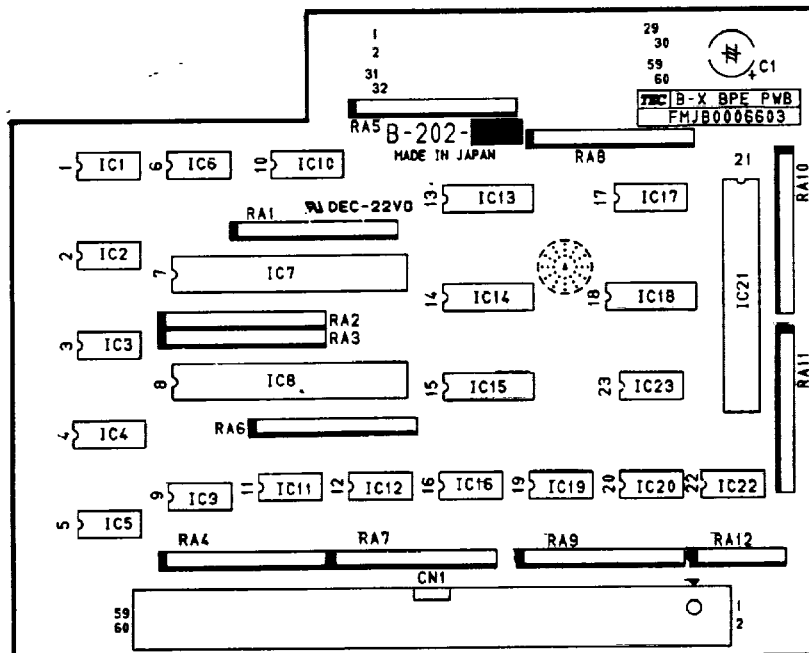 1
2
31
32
29
30
59
60
C1
+
TEC B-X BPE PWB
FMJB0006603
RA5
B-202-
MADE IN JAPAN
RA8
21
RA10
1 IC1
6 IC6
10 IC10
13 IC13
17 IC17
DEC-22V0
RA1
2 IC2
7 IC7
IC21
14 IC14
18 IC18
3 IC3
RA2
RA3
RA11
8 IC8
15 IC15
23 IC23
4 IC4
RA6
9 IC9
11 IC11
12 IC12
16 IC16
19 IC19
20 IC20
22 IC22
5 IC5
RA4
RA7
RA9
RA12
CN1
59
60
1
2